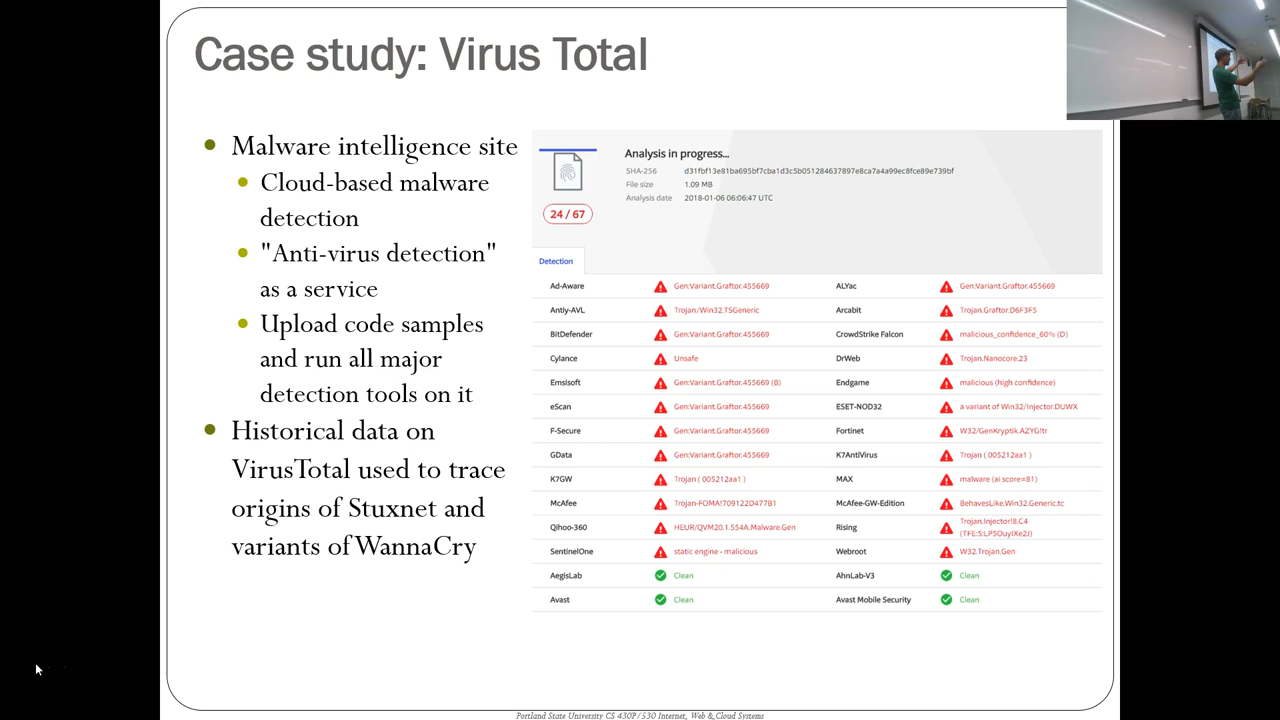 Case study: Virus Total
Malware intelligence site
Cloud-based malware
detection
"Anti-virus detection"
as a service
Upload code samples
and run all major
detection tools on it
Historical data on
VirusTotal used to trace
origins of Stuxnet and
variants of WannaCry
Analysis in progress...
SHA-256 d31fbf13e81ba695bf7cba1d3c5b051284637897e8ca7a4a99ec8fce89e739bf
File size 1.09 MB
Analysis date 2018-01-06 06:06:47 UTC
24 / 67
Detection
Ad-Aware Gen:Variant.Graftor.455669 ALYac Gen:Variant.Graftor.455669
Antiy-AVL Trojan/Win32.TSGeneric Arcabit Trojan.Graftor.D6F3F5
BitDefender Gen:Variant.Graftor.455669 CrowdStrike Falcon malicious_confidence_60% (D)
Cylance Unsafe DrWeb Trojan.Nanocore.23
Emsisoft Gen:Variant.Graftor.455669 (B) Endgame malicious (high confidence)
eScan Gen:Variant.Graftor.455669 ESET-NOD32 a variant of Win32/Injector.DUWX
F-Secure Gen:Variant.Graftor.455669 Fortinet W32/GenKryptik.AZYG!tr
GData Gen:Variant.Graftor.455669 K7AntiVirus Trojan ( 005212aa1 )
K7GW Trojan ( 005212aa1 ) MAX malware (ai score=81)
McAfee Trojan-FOMA!709122D477B1 McAfee-GW-Edition BehavesLike.Win32.Generic.tc
Qihoo-360 HEUR/QVM20.1.554A.Malware.Gen Rising Trojan.Injector!8.C4
(TFE:5:LP5OuyIXe2J)
SentinelOne static engine - malicious Webroot W32.Trojan.Gen
AegisLab Clean AhnLab-V3 Clean
Avast Clean Avast Mobile Security Clean
Portland State University CS 430P/530 Internet, Web & Cloud Systems